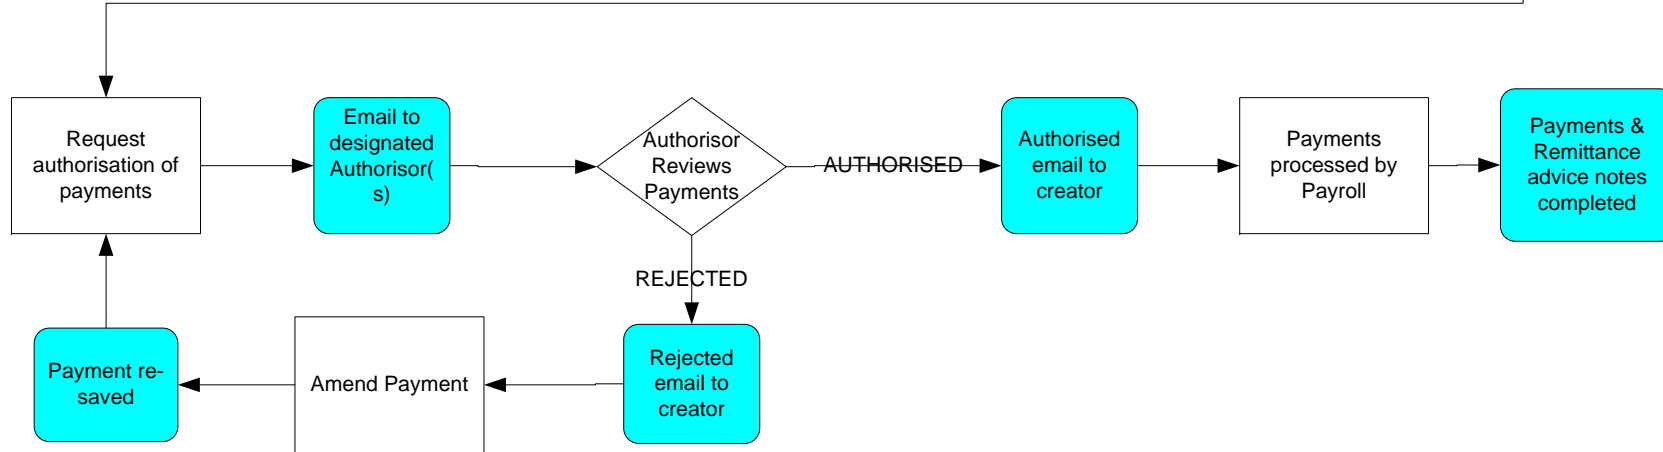 Request
authorisation of
payments
Email to
designated
Authorisor(
s)
Authorisor
Reviews
Payments
AUTHORISED
Authorised
email to
creator
Payments
processed by
Payroll
Payments &
Remittance
advice notes
completed
REJECTED
Payment re-
saved
Amend Payment
Rejected
email to
creator